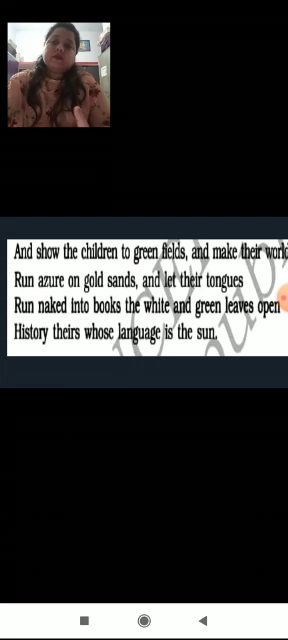 And show the children to green fields, and make their world
Run azure on gold sands, and let their tongues
Run naked into books the white and green leaves open
History theirs whose language is the sun.